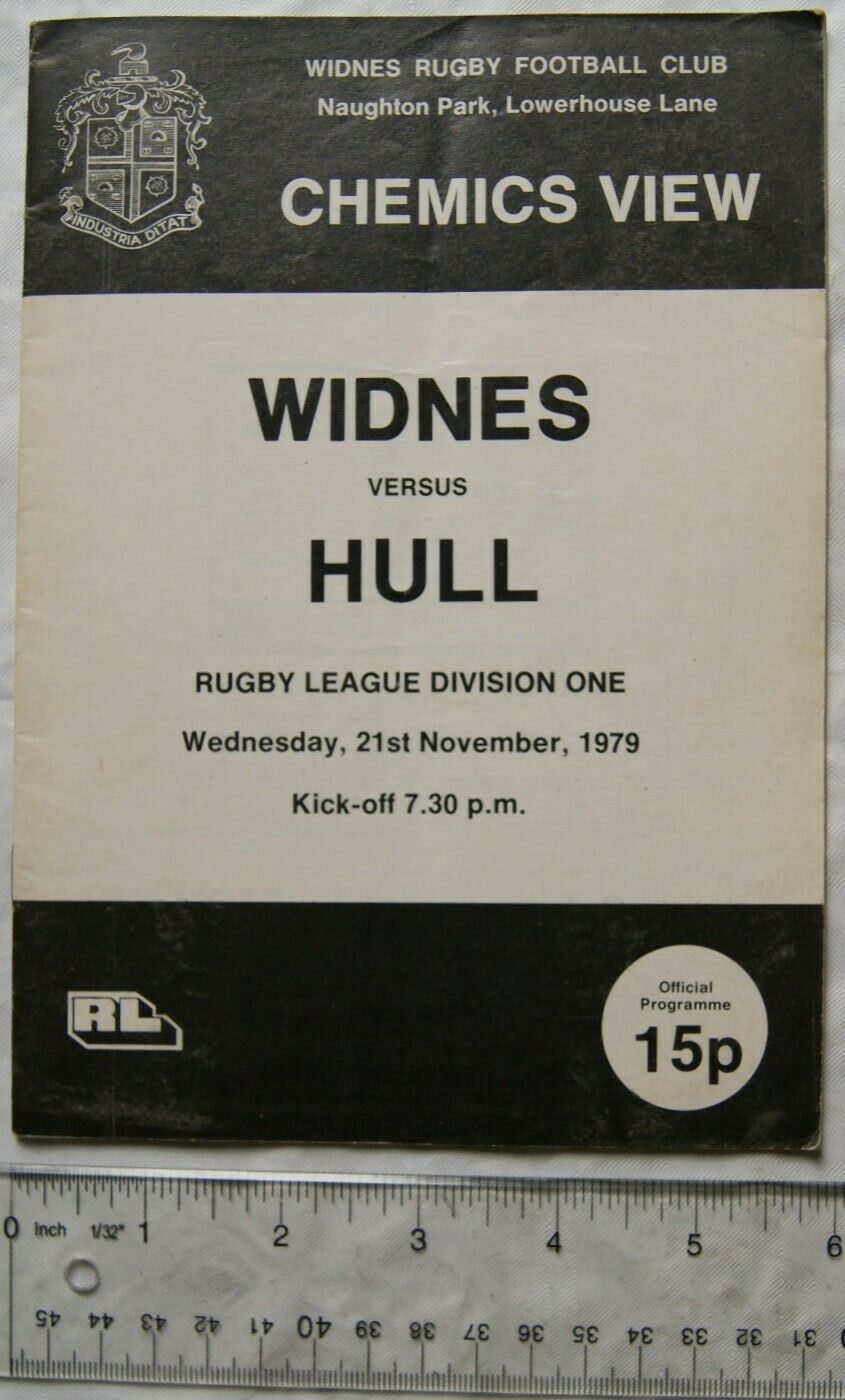 WIDNES RUGBY FOOTBALL CLUB
Naughton Park, Lowerhouse Lane
INDUSTRIA DITAT
CHEMICS VIEW
WIDNES
VERSUS
HULL
RUGBY LEAGUE DIVISION ONE
Wednesday, 21st November, 1979
Kick-off 7.30 p.m.
RL
Official
Programme
15p
0 Inch 1/32" 1 2 3 4 5 6
45 44 43 42 41 40 39 38 37 36 35 34 33 32 31